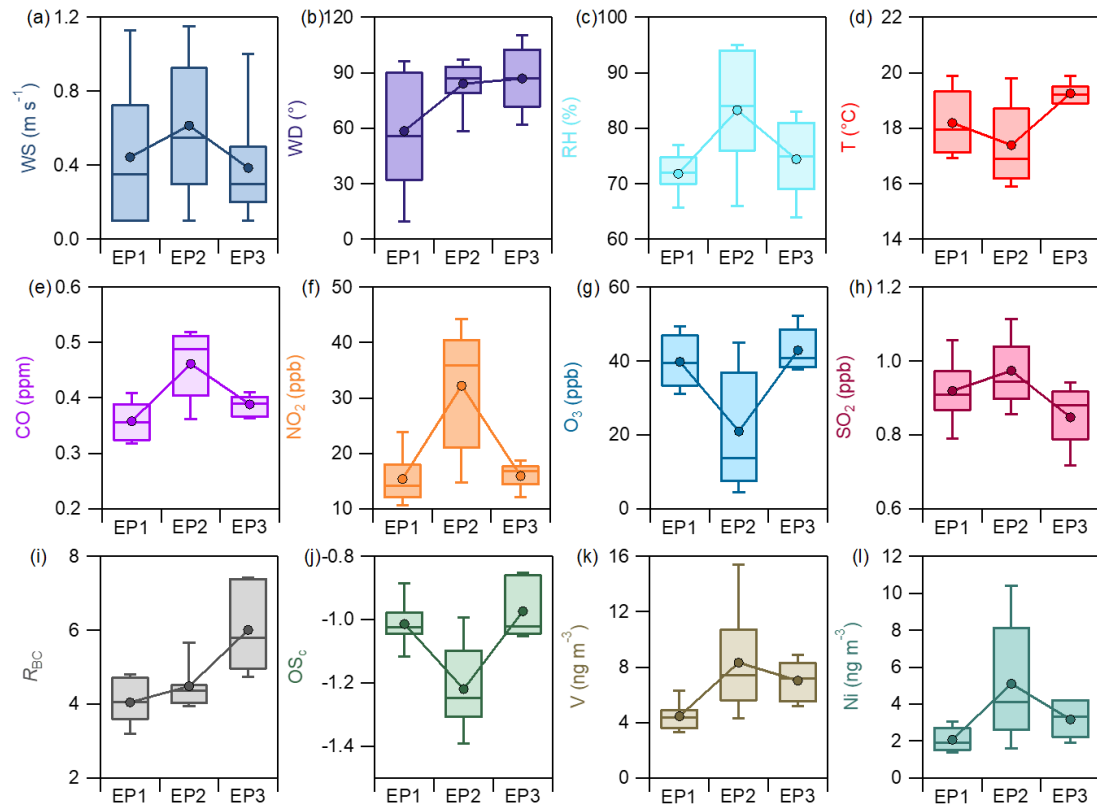 (a)
1.2
0.8
0.4
0.0
WS (m s⁻¹)
EP1 EP2 EP3
(b)
120
90
60
30
0
WD (°)
EP1 EP2 EP3
(c)
100
90
80
70
60
RH (%)
EP1 EP2 EP3
(d)
22
20
18
16
14
T (°C)
EP1 EP2 EP3
(e)
0.6
0.5
0.4
0.3
0.2
CO (ppm)
EP1 EP2 EP3
(f)
50
40
30
20
10
NO₂ (ppb)
EP1 EP2 EP3
(g)
60
40
20
0
O₃ (ppb)
EP1 EP2 EP3
(h)
1.2
1.0
0.8
0.6
SO₂ (ppb)
EP1 EP2 EP3
(i)
8
6
4
2
R_BC
EP1 EP2 EP3
(j)
-0.8
-1.0
-1.2
-1.4
OS_c
EP1 EP2 EP3
(k)
16
12
8
4
0
V (ng m⁻³)
EP1 EP2 EP3
(l)
12
10
8
6
4
2
0
Ni (ng m⁻³)
EP1 EP2 EP3